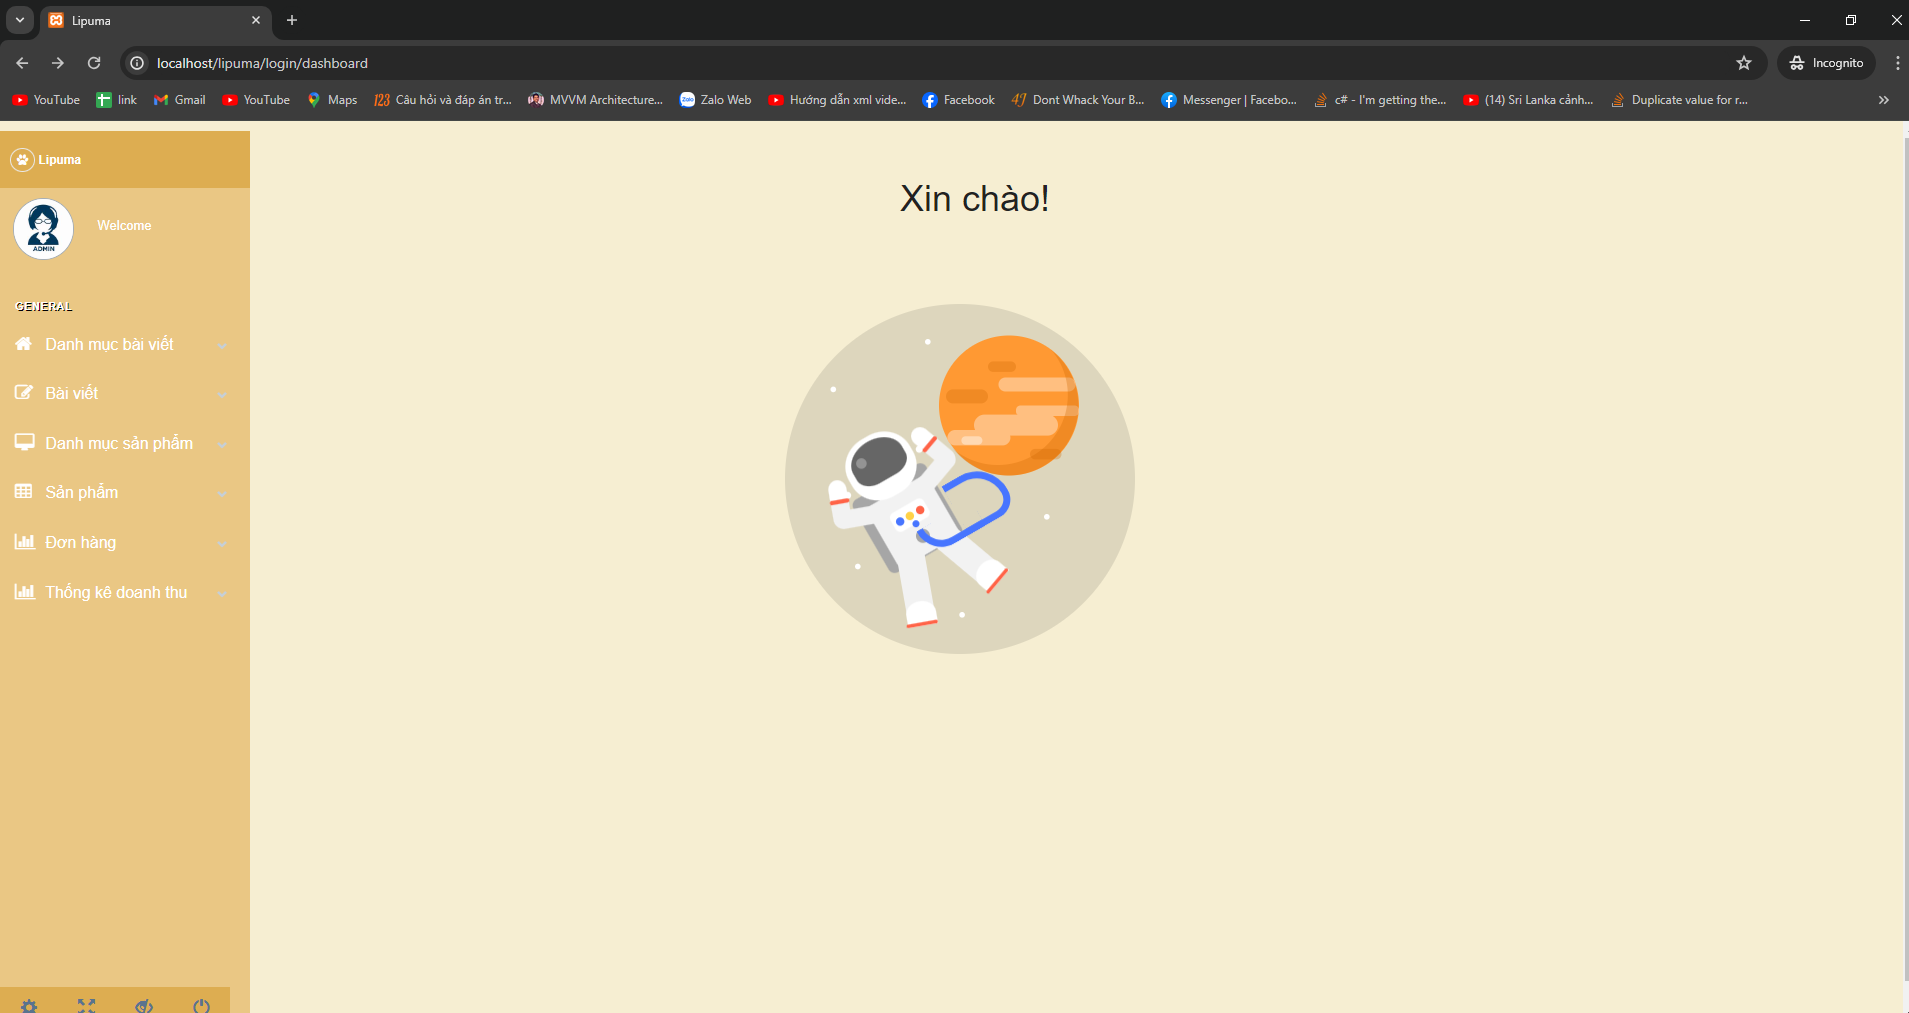 Lipuma
localhost/lipuma/login/dashboard
Incognito
YouTube
link
Gmail
YouTube
Maps
123 Câu hỏi và đáp án tr...
MVVM Architecture...
Zalo Web
Hướng dẫn xml vide...
Facebook
Dont Whack Your B...
Messenger | Facebo...
c# - I'm getting the...
(14) Sri Lanka cảnh...
Duplicate value for r...
Lipuma
ADMIN
Welcome
GENERAL
Danh mục bài viết
Bài viết
Danh mục sản phẩm
Sản phẩm
Đơn hàng
Thống kê doanh thu
Xin chào!